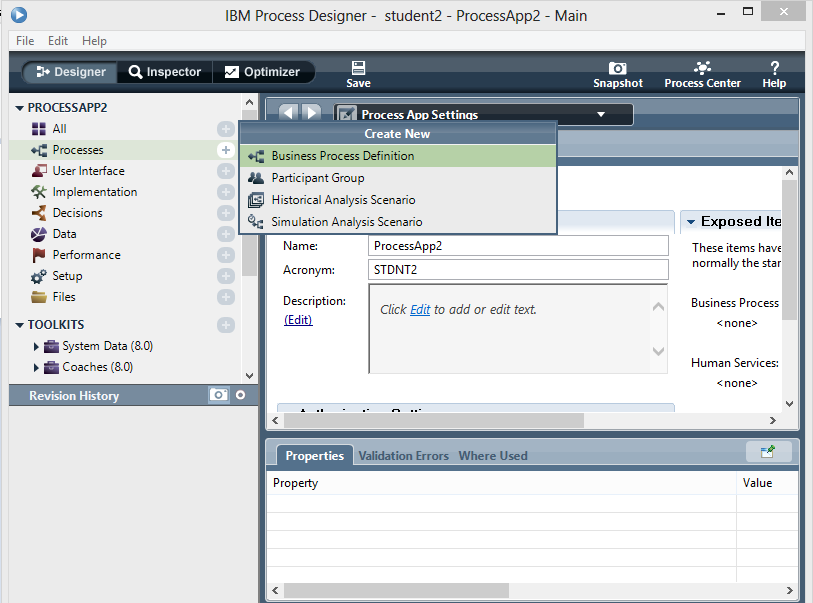 IBM Process Designer - student2 - ProcessApp2 - Main
File Edit Help
Designer Inspector Optimizer Save Snapshot Process Center Help
PROCESSAPP2
All
Processes
User Interface
Implementation
Decisions
Data
Performance
Setup
Files
TOOLKITS
System Data (8.0)
Coaches (8.0)
Revision History
Process App Settings
Create New
Business Process Definition
Participant Group
Historical Analysis Scenario
Simulation Analysis Scenario
Name: ProcessApp2
Acronym: STDNT2
Description:
(Edit)
Click Edit to add or edit text.
Exposed Ite
These items have
normally the star
Business Process
<none>
Human Services:
<none>
Properties Validation Errors Where Used
Property Value